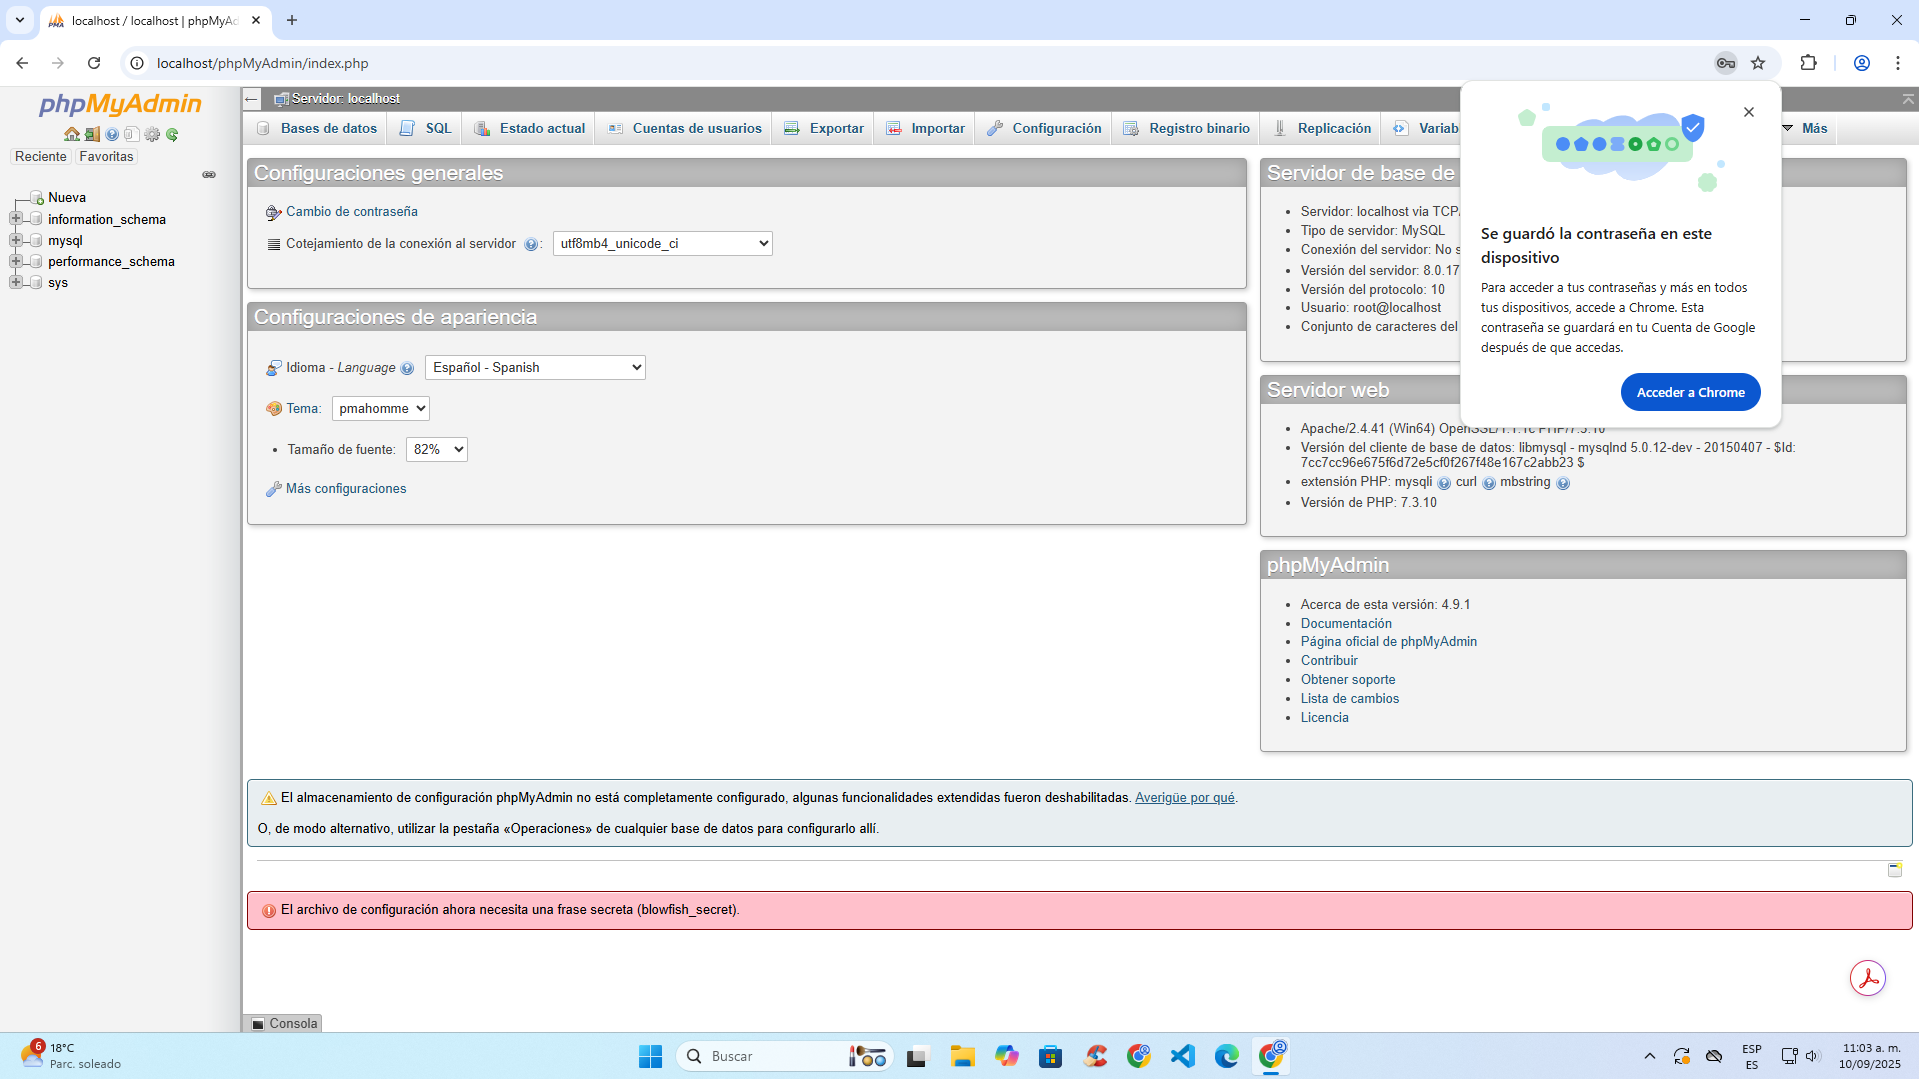 localhost / localhost | phpMyAd
localhost/phpMyAdmin/index.php
phpMyAdmin
Reciente Favoritas
Nueva
information_schema
mysql
performance_schema
sys
Servidor: localhost
Bases de datos SQL Estado actual Cuentas de usuarios Exportar Importar Configuración Registro binario Replicación Variab Más
Configuraciones generales
Cambio de contraseña
Cotejamiento de la conexión al servidor : utf8mb4_unicode_ci
Configuraciones de apariencia
Idioma - Language Español - Spanish
Tema: pmahomme
Tamaño de fuente: 82%
Más configuraciones
Servidor de base de
Servidor: localhost via TCP/
Tipo de servidor: MySQL
Conexión del servidor: No s
Versión del servidor: 8.0.17
Versión del protocolo: 10
Usuario: root@localhost
Conjunto de caracteres del
Se guardó la contraseña en este
dispositivo
Para acceder a tus contraseñas y más en todos
tus dispositivos, accede a Chrome. Esta
contraseña se guardará en tu Cuenta de Google
después de que accedas.
Acceder a Chrome
Servidor web
Apache/2.4.41 (Win64) OpenSSL/1.1.1c PHP/7.3.10
Versión del cliente de base de datos: libmysql - mysqlnd 5.0.12-dev - 20150407 - $Id:
7cc7cc96e675f6d72e5cf0f267f48e167c2abb23 $
extensión PHP: mysqli curl mbstring
Versión de PHP: 7.3.10
phpMyAdmin
Acerca de esta versión: 4.9.1
Documentación
Página oficial de phpMyAdmin
Contribuir
Obtener soporte
Lista de cambios
Licencia
El almacenamiento de configuración phpMyAdmin no está completamente configurado, algunas funcionalidades extendidas fueron deshabilitadas. Averigüe por qué.
O, de modo alternativo, utilizar la pestaña «Operaciones» de cualquier base de datos para configurarlo allí.
El archivo de configuración ahora necesita una frase secreta (blowfish_secret).
Consola
6
18°C
Parc. soleado
Buscar
ESP
ES
11:03 a. m.
10/09/2025